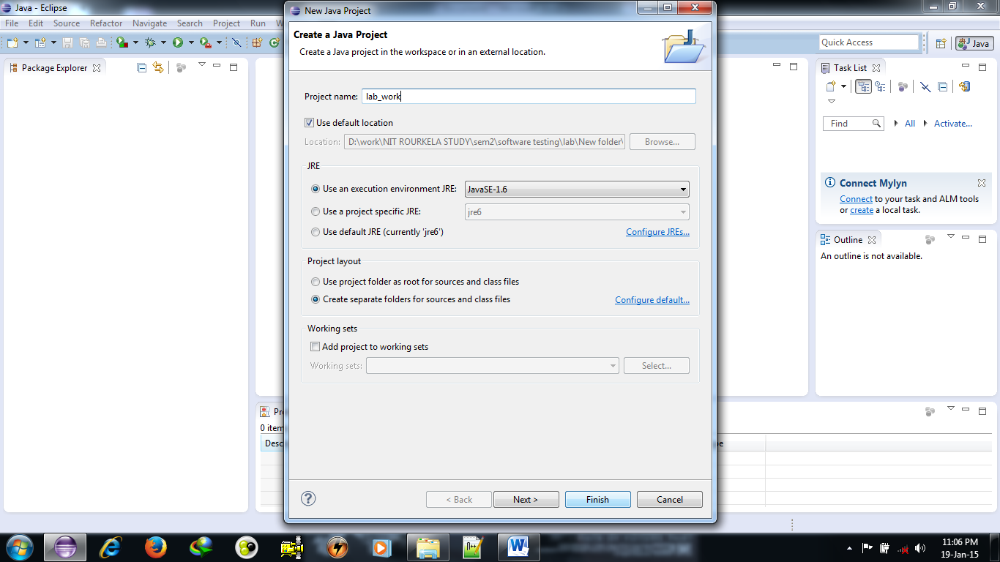 Java - Eclipse
File Edit Source Refactor Navigate Search Project Run
Quick Access
Java
Package Explorer
New Java Project
Create a Java Project
Create a Java project in the workspace or in an external location.
Project name: lab_work
Use default location
Location: D:\work\NIT ROURKELA STUDY\sem2\software testing\lab\New folder\
Browse...
JRE
Use an execution environment JRE: JavaSE-1.6
Use a project specific JRE: jre6
Use default JRE (currently 'jre6')
Configure JREs...
Project layout
Use project folder as root for sources and class files
Create separate folders for sources and class files
Configure default...
Working sets
Add project to working sets
Working sets:
Select...
< Back
Next >
Finish
Cancel
Task List
Find
All
Activate...
Connect Mylyn
Connect to your task and ALM tools
or create a local task.
Outline
An outline is not available.
0 item
11:06 PM
19-Jan-15